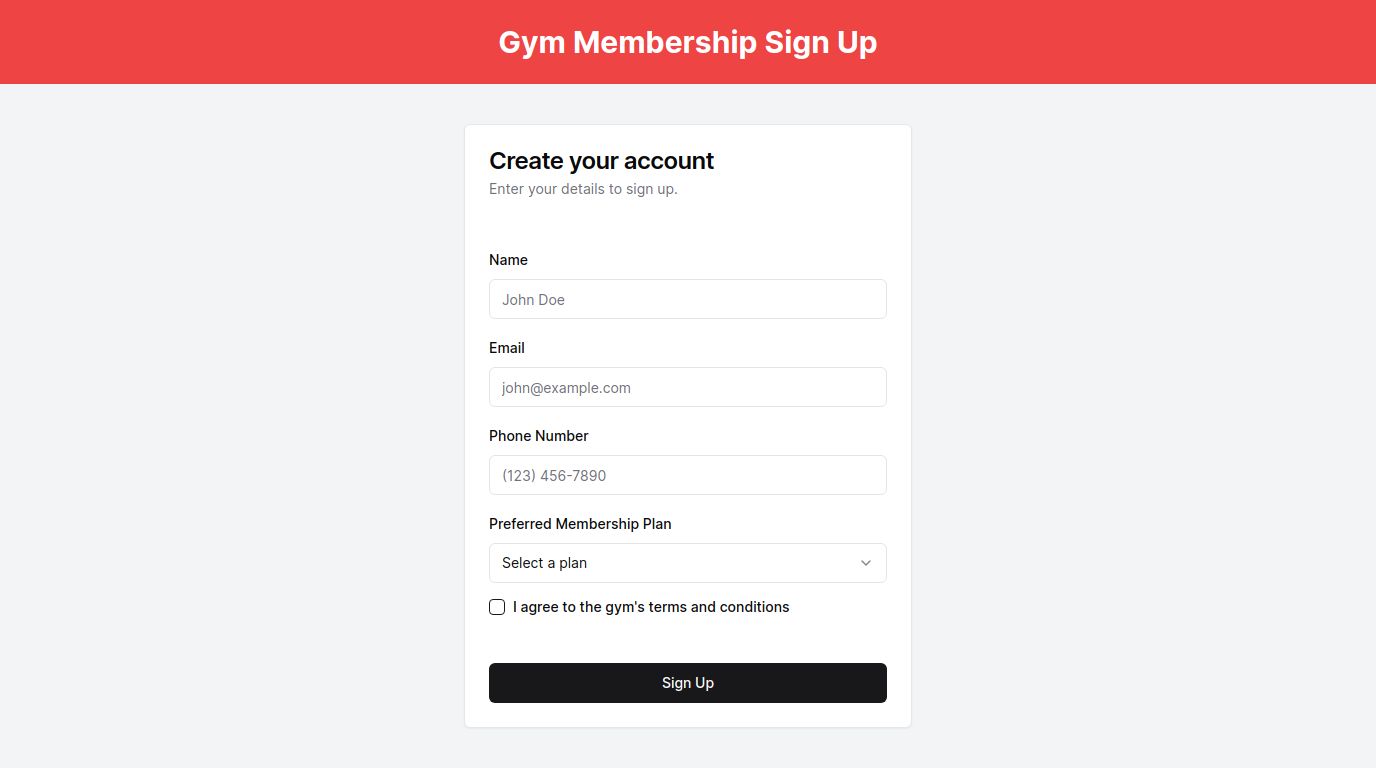 Gym Membership Sign Up
Create your account
Enter your details to sign up.
Name
John Doe
Email
john@example.com
Phone Number
(123) 456-7890
Preferred Membership Plan
Select a plan
I agree to the gym's terms and conditions
Sign Up